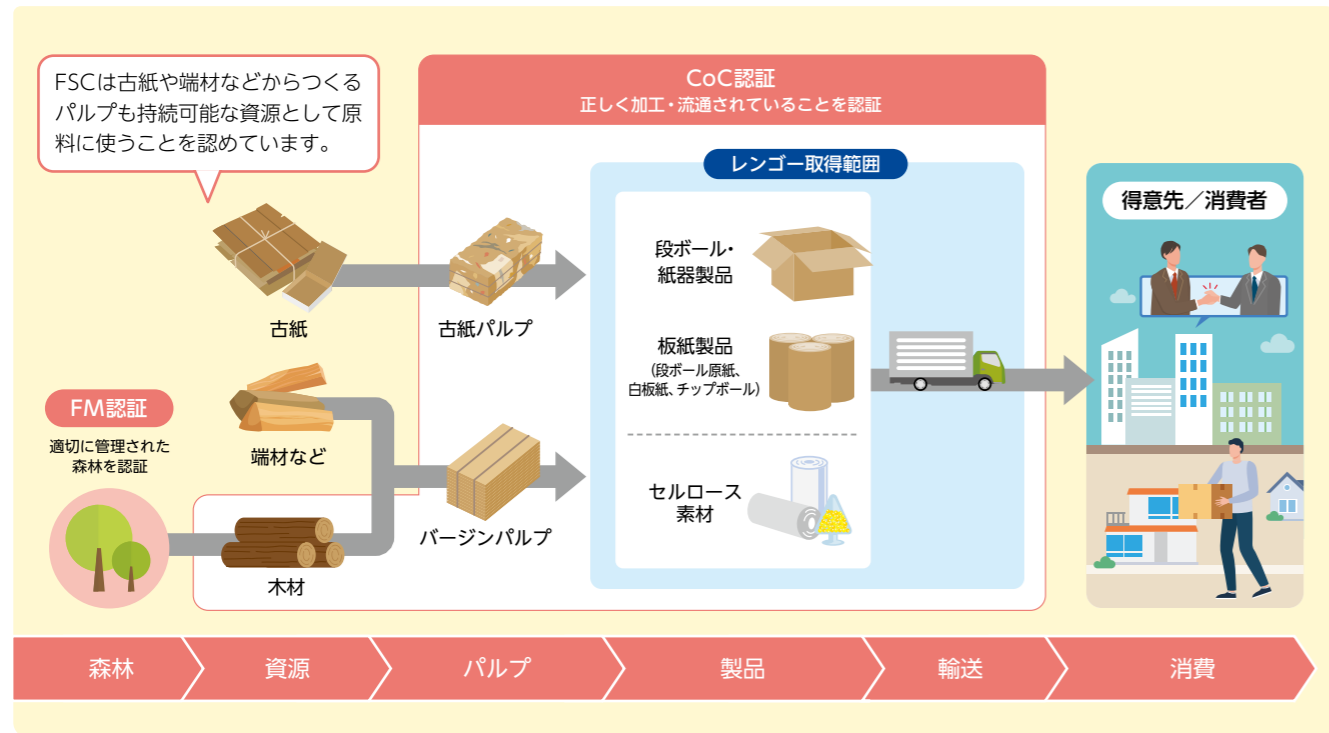 FSCは古紙や端材などからつくる
パルプも持続可能な資源として原
料に使うことを認めています。
CoC認証
正しく加工・流通されていることを認証
レンゴー取得範囲
得意先／消費者
段ボール・
紙器製品
古紙
古紙パルプ
板紙製品
（段ボール原紙、
白板紙、チップボール）
FM認証
適切に管理された
森林を認証
端材など
セルロース
素材
バージンパルプ
木材
森林
資源
パルプ
製品
輸送
消費